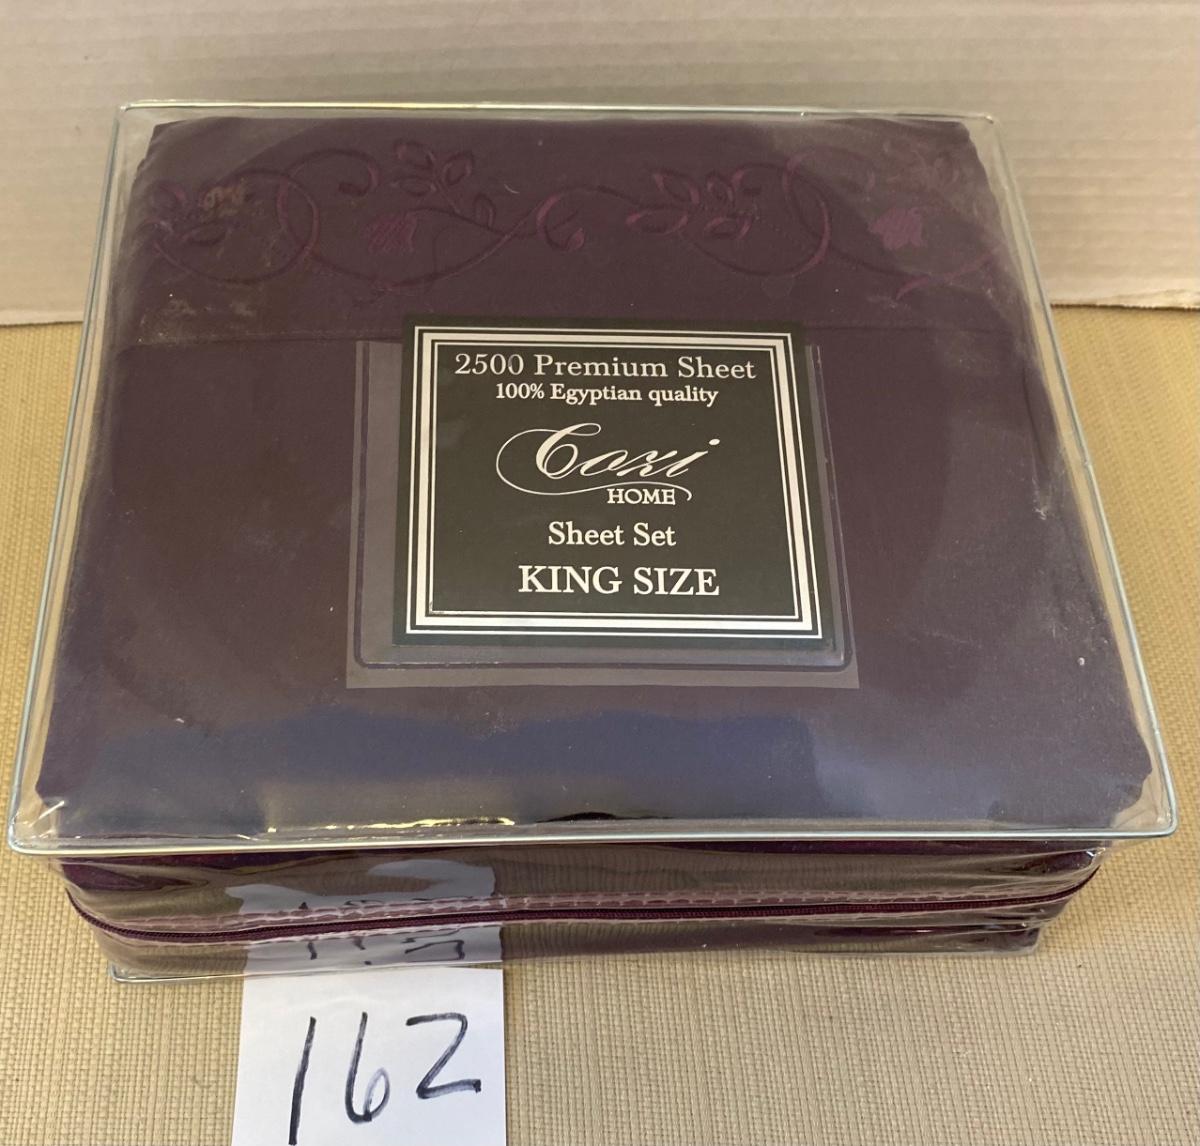 2500 Premium Sheet
100% Egyptian quality
Coxi
HOME
Sheet Set
KING SIZE
162